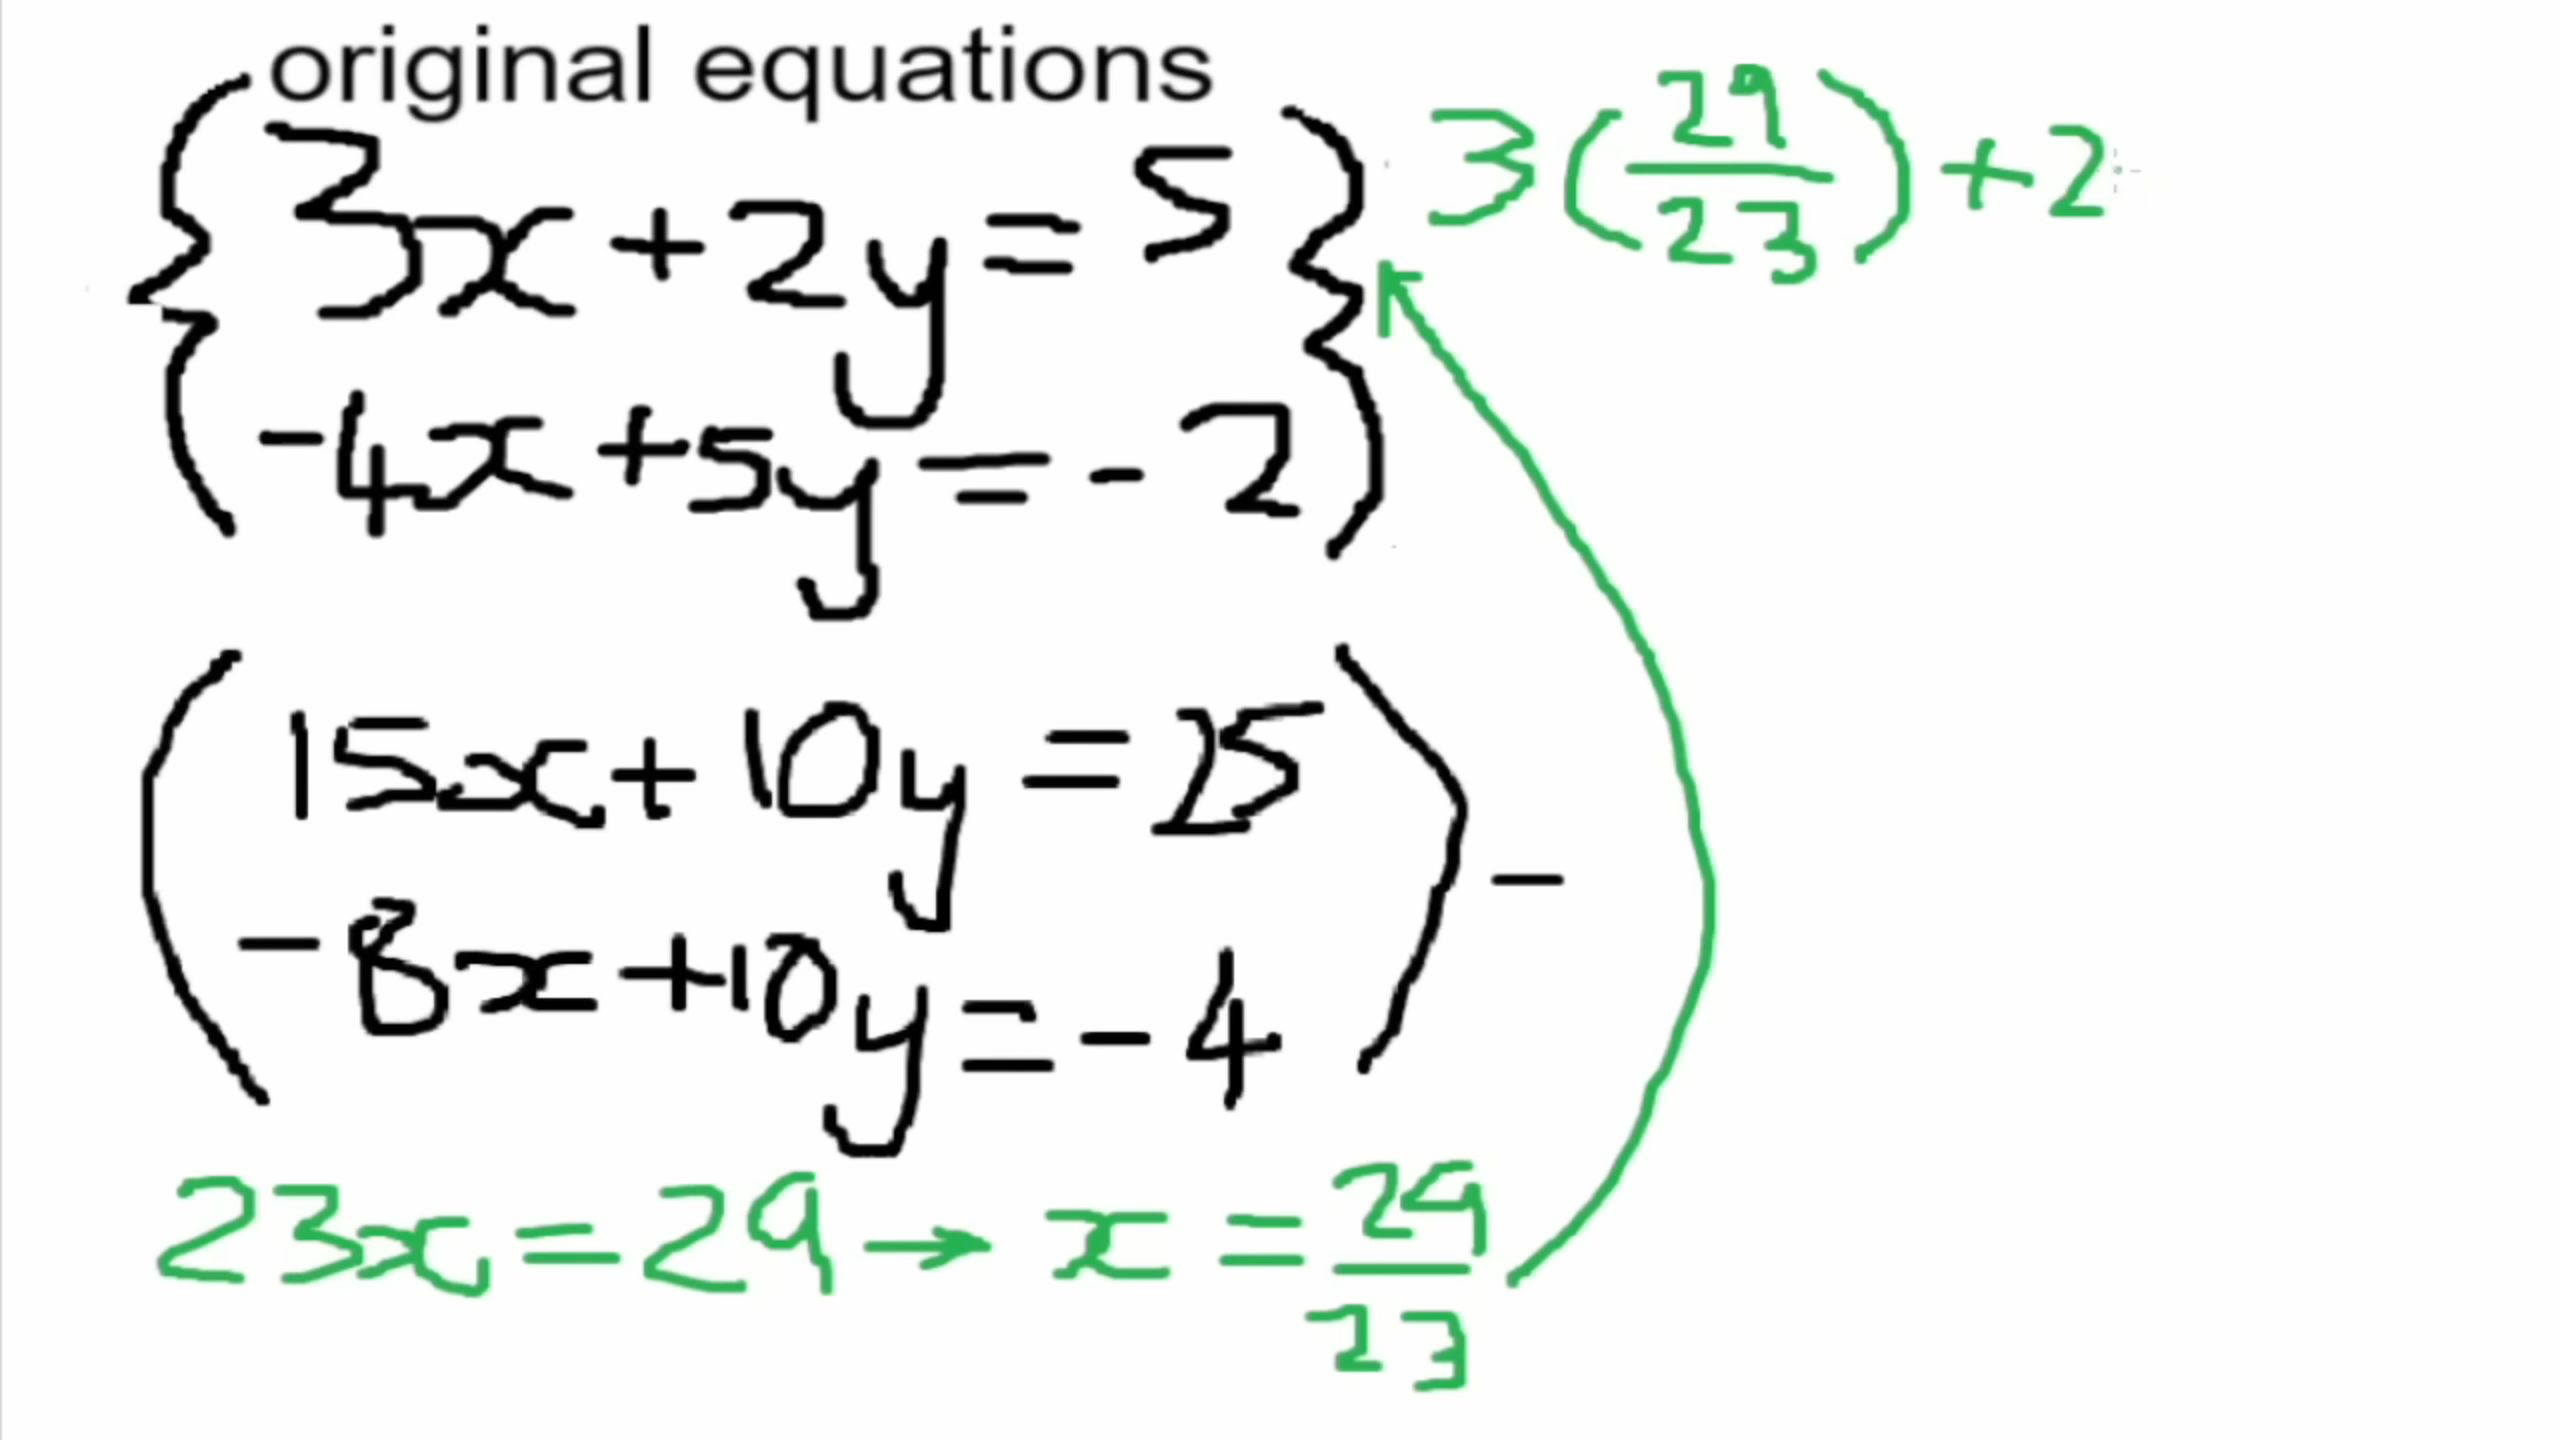 original equations
3x + 2y = 5
-4x + 5y = -2
15x + 10y = 25
-8x + 10y = -4
-
23x = 29 → x = 29/23
3(29/23) + 2